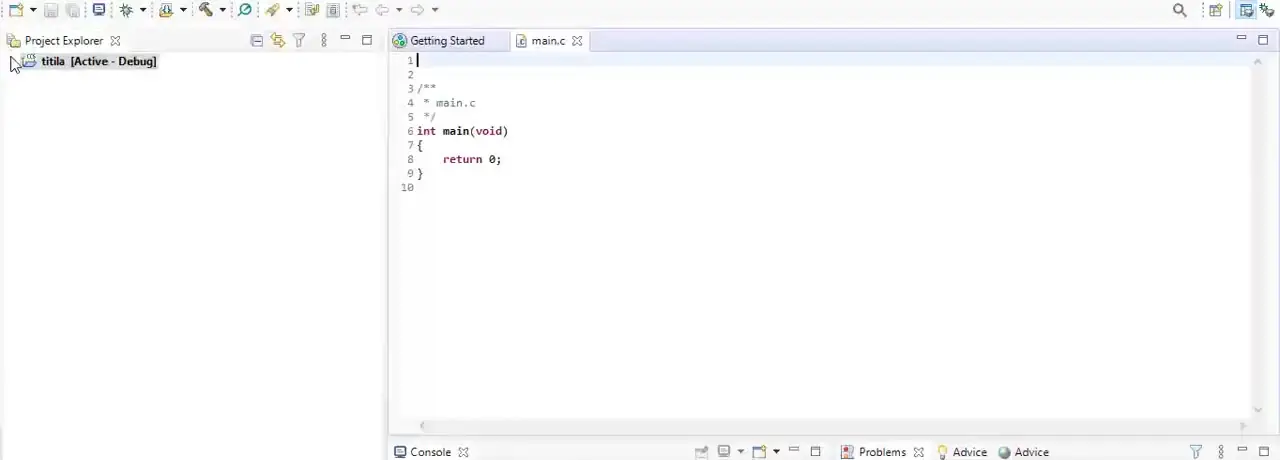 Project Explorer
titila [Active - Debug]
Getting Started
main.c
1
2
3 /**
4  * main.c
5  */
6 int main(void)
7 {
8     return 0;
9 }
10
Console
Problems
Advice
Advice